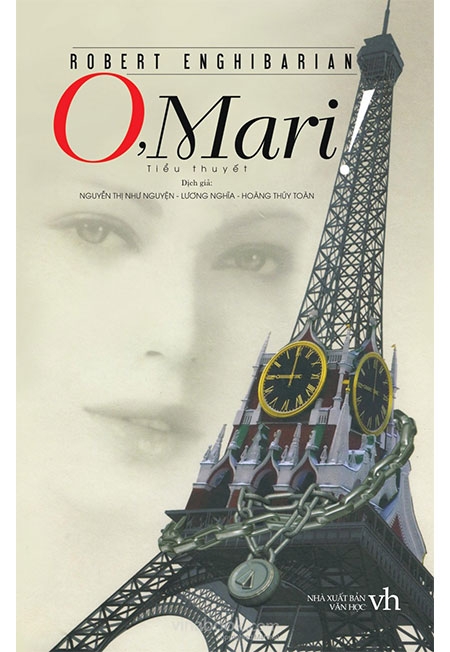 ROBERT ENGHIBARIAN
O, Mari!
Tiểu thuyết
Dịch giả:
NGUYỄN THỊ NHƯ NGUYỆN - LƯƠNG NGHĨA - HOÀNG THÚY TOÀN
NHÀ XUẤT BẢN
VĂN HỌC
vh